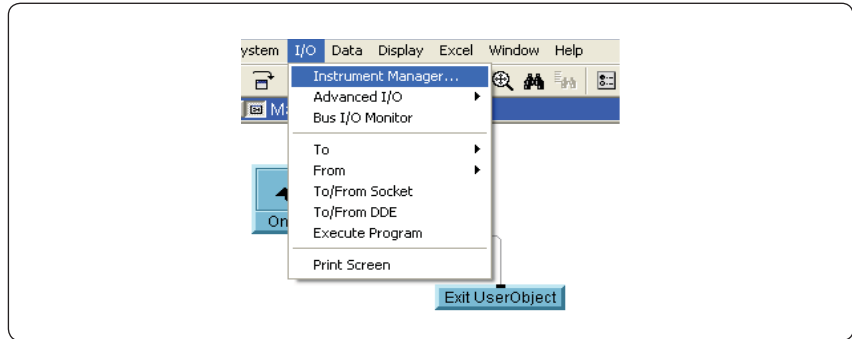 ystem I/O Data Display Excel Window Help
Instrument Manager...
Advanced I/O
Bus I/O Monitor
To
From
To/From Socket
To/From DDE
Execute Program
Print Screen
On
Exit UserObject